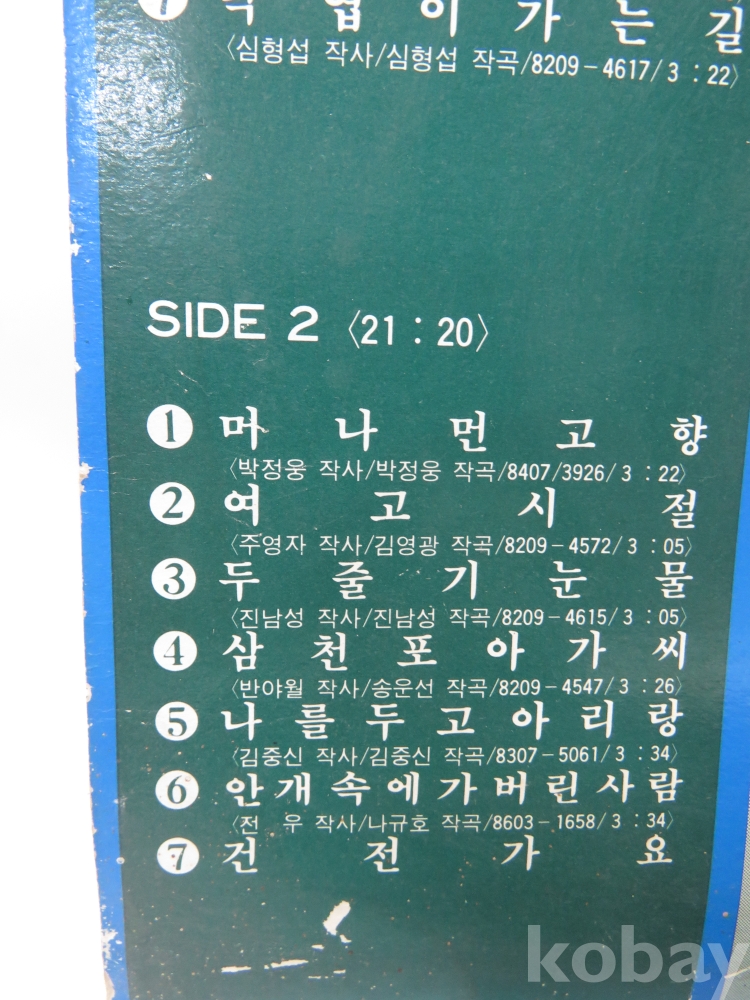 7 낙엽이가는길
〈심형섭 작사/심형섭 작곡/8209-4617/3 : 22〉
SIDE 2 〈21 : 20〉
1 머나먼고향
〈박정웅 작사/박정웅 작곡/8407/3926/3 : 22〉
2 여고시절
〈주영자 작사/김영광 작곡/8209-4572/3 : 05〉
3 두줄기눈물
〈진남성 작사/진남성 작곡/8209-4615/3 : 05〉
4 삼천포아가씨
〈반야월 작사/송운선 작곡/8209-4547/3 : 26〉
5 나를두고아리랑
〈김중신 작사/김중신 작곡/8307-5061/3 : 34〉
6 안개속에가버린사람
〈전 우 작사/나규호 작곡/8603-1658/3 : 34〉
7 건전가요
kobay